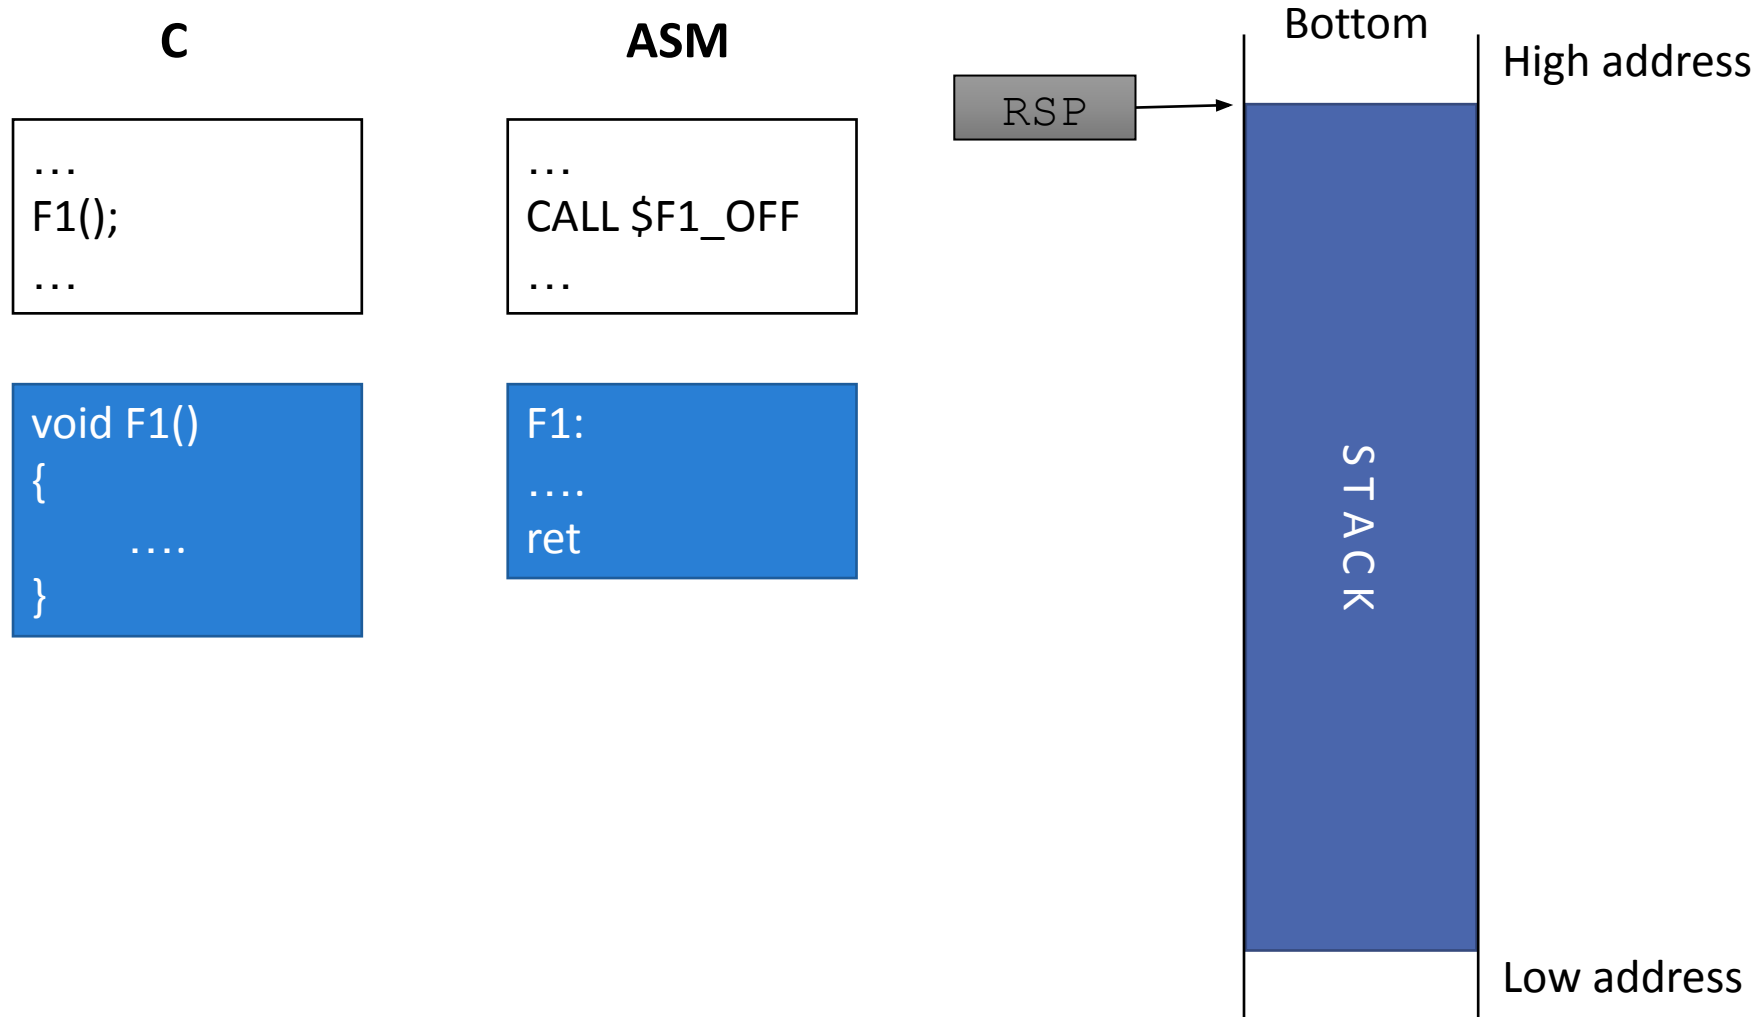 C
…
F1();
…
void F1()
{
….
}
ASM
…
CALL $F1_OFF
…
F1:
….
ret
RSP
Bottom
High address
STACK
Low address